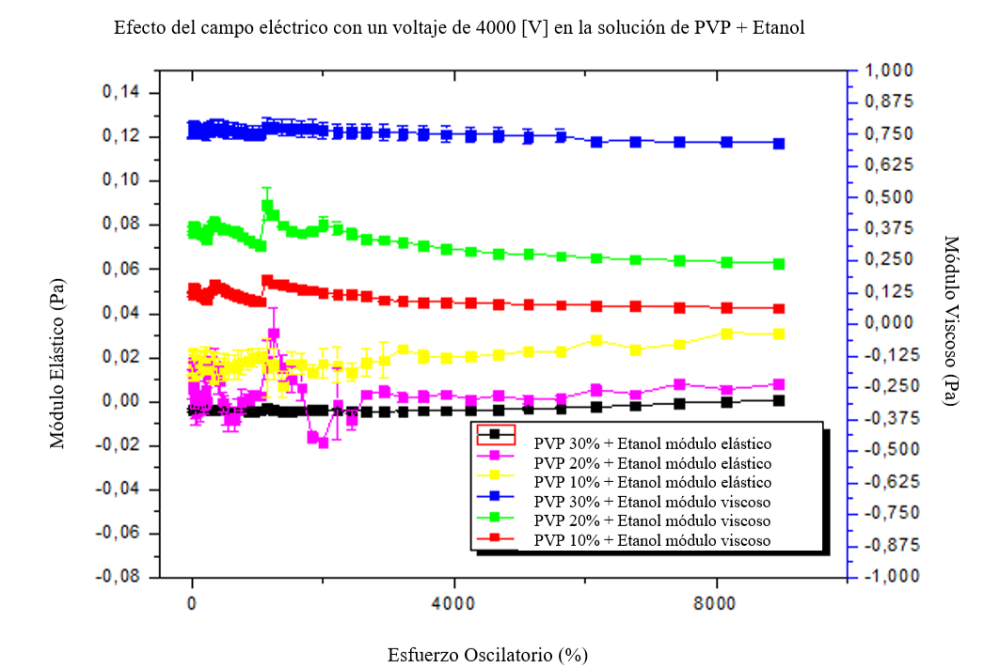 Efecto del campo eléctrico con un voltaje de 4000 [V] en la solución de PVP + Etanol
Módulo Elástico (Pa)
0,14
0,12
0,10
0,08
0,06
0,04
0,02
0,00
-0,02
-0,04
-0,06
-0,08
1,000
0,875
0,750
0,625
0,500
0,375
0,250
0,125
0,000
-0,125
-0,250
-0,375
-0,500
-0,625
-0,750
-0,875
-1,000
Módulo Viscoso (Pa)
PVP 30% + Etanol módulo elástico
PVP 20% + Etanol módulo elástico
PVP 10% + Etanol módulo elástico
PVP 30% + Etanol módulo viscoso
PVP 20% + Etanol módulo viscoso
PVP 10% + Etanol módulo viscoso
0 4000 8000
Esfuerzo Oscilatorio (%)